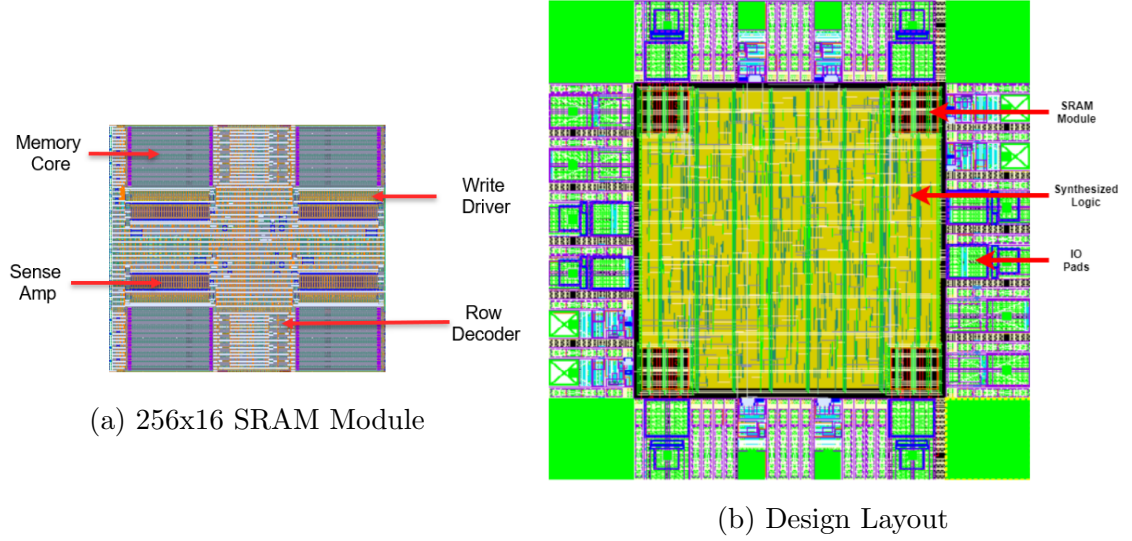 Memory
Core
Write
Driver
Sense
Amp
Row
Decoder
(a) 256x16 SRAM Module
SRAM
Module
Synthesized
Logic
IO
Pads
(b) Design Layout